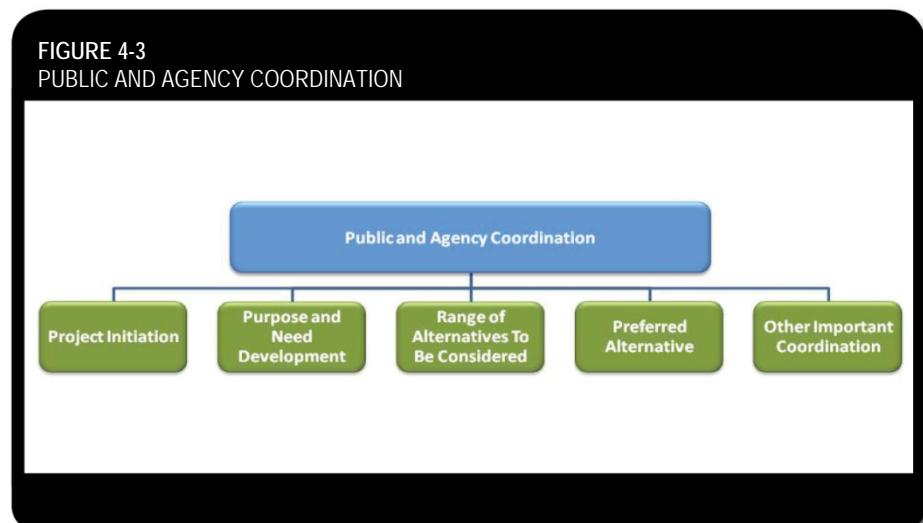 FIGURE 4-3
PUBLIC AND AGENCY COORDINATION
Public and Agency Coordination
Project Initiation
Purpose and
Need
Development
Range of
Alternatives To
Be Considered
Preferred
Alternative
Other Important
Coordination